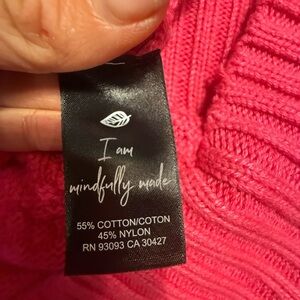 I am
mindfully made
55% COTTON/COTON
45% NYLON
RN 93093 CA 30427